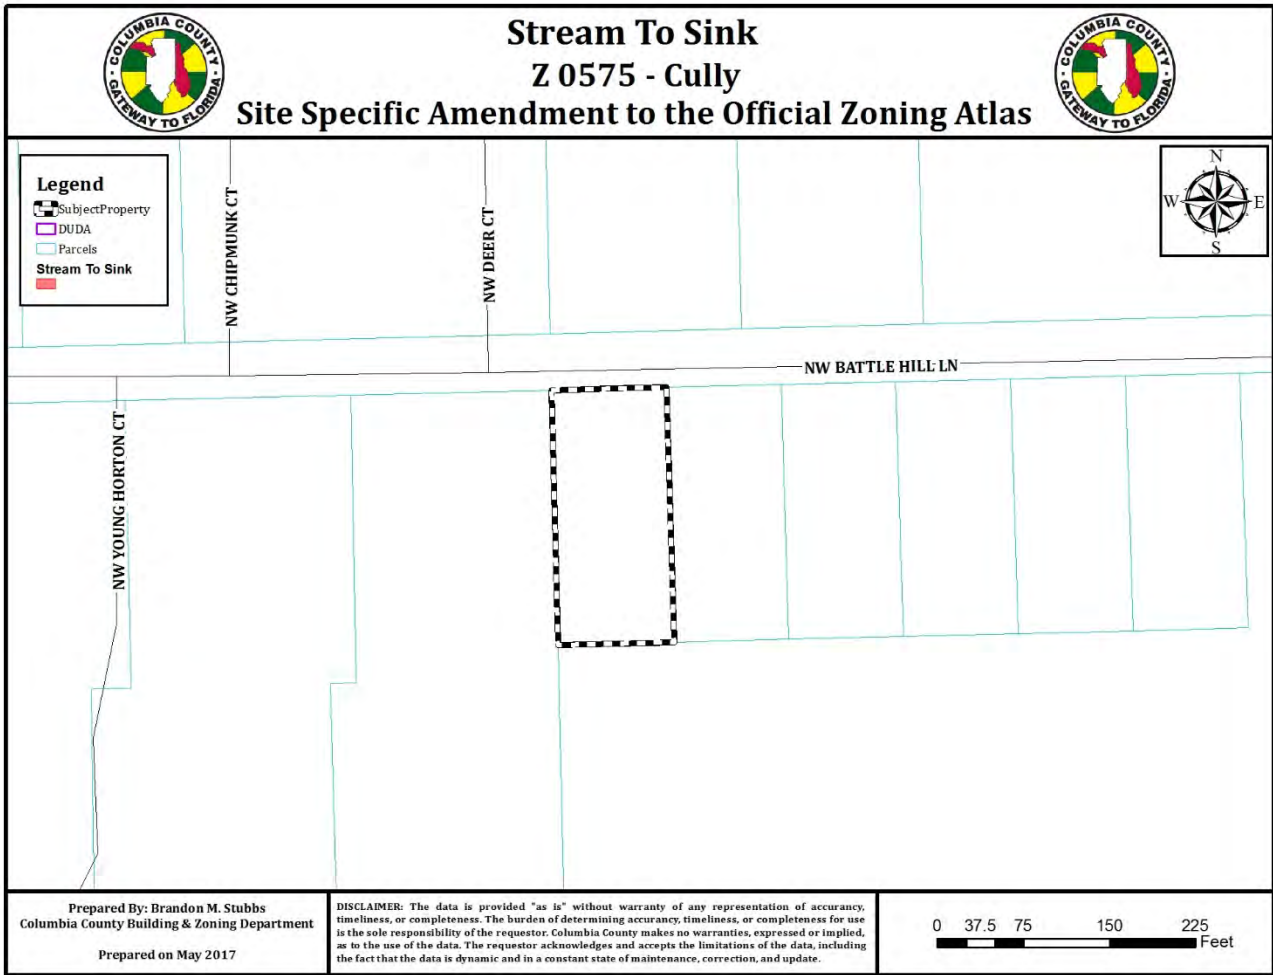 Stream To Sink
Z 0575 - Cully
Site Specific Amendment to the Official Zoning Atlas
COLUMBIA COUNTY
GATEWAY TO FLORIDA
COLUMBIA COUNTY
GATEWAY TO FLORIDA
Legend
SubjectProperty
DUDA
Parcels
Stream To Sink
N
W E
S
NW CHIPMUNK CT
NW DEER CT
NW BATTLE HILL LN
NW YOUNG HORTON CT
Prepared By: Brandon M. Stubbs
Columbia County Building & Zoning Department
Prepared on May 2017
DISCLAIMER: The data is provided "as is" without warranty of any representation of accuracy,
timeliness, or completeness. The burden of determining accuracy, timeliness, or completeness for use
is the sole responsibility of the requestor. Columbia County makes no warranties, expressed or implied,
as to the use of the data. The requestor acknowledges and accepts the limitations of the data, including
the fact that the data is dynamic and in a constant state of maintenance, correction, and update.
0 37.5 75 150 225
Feet